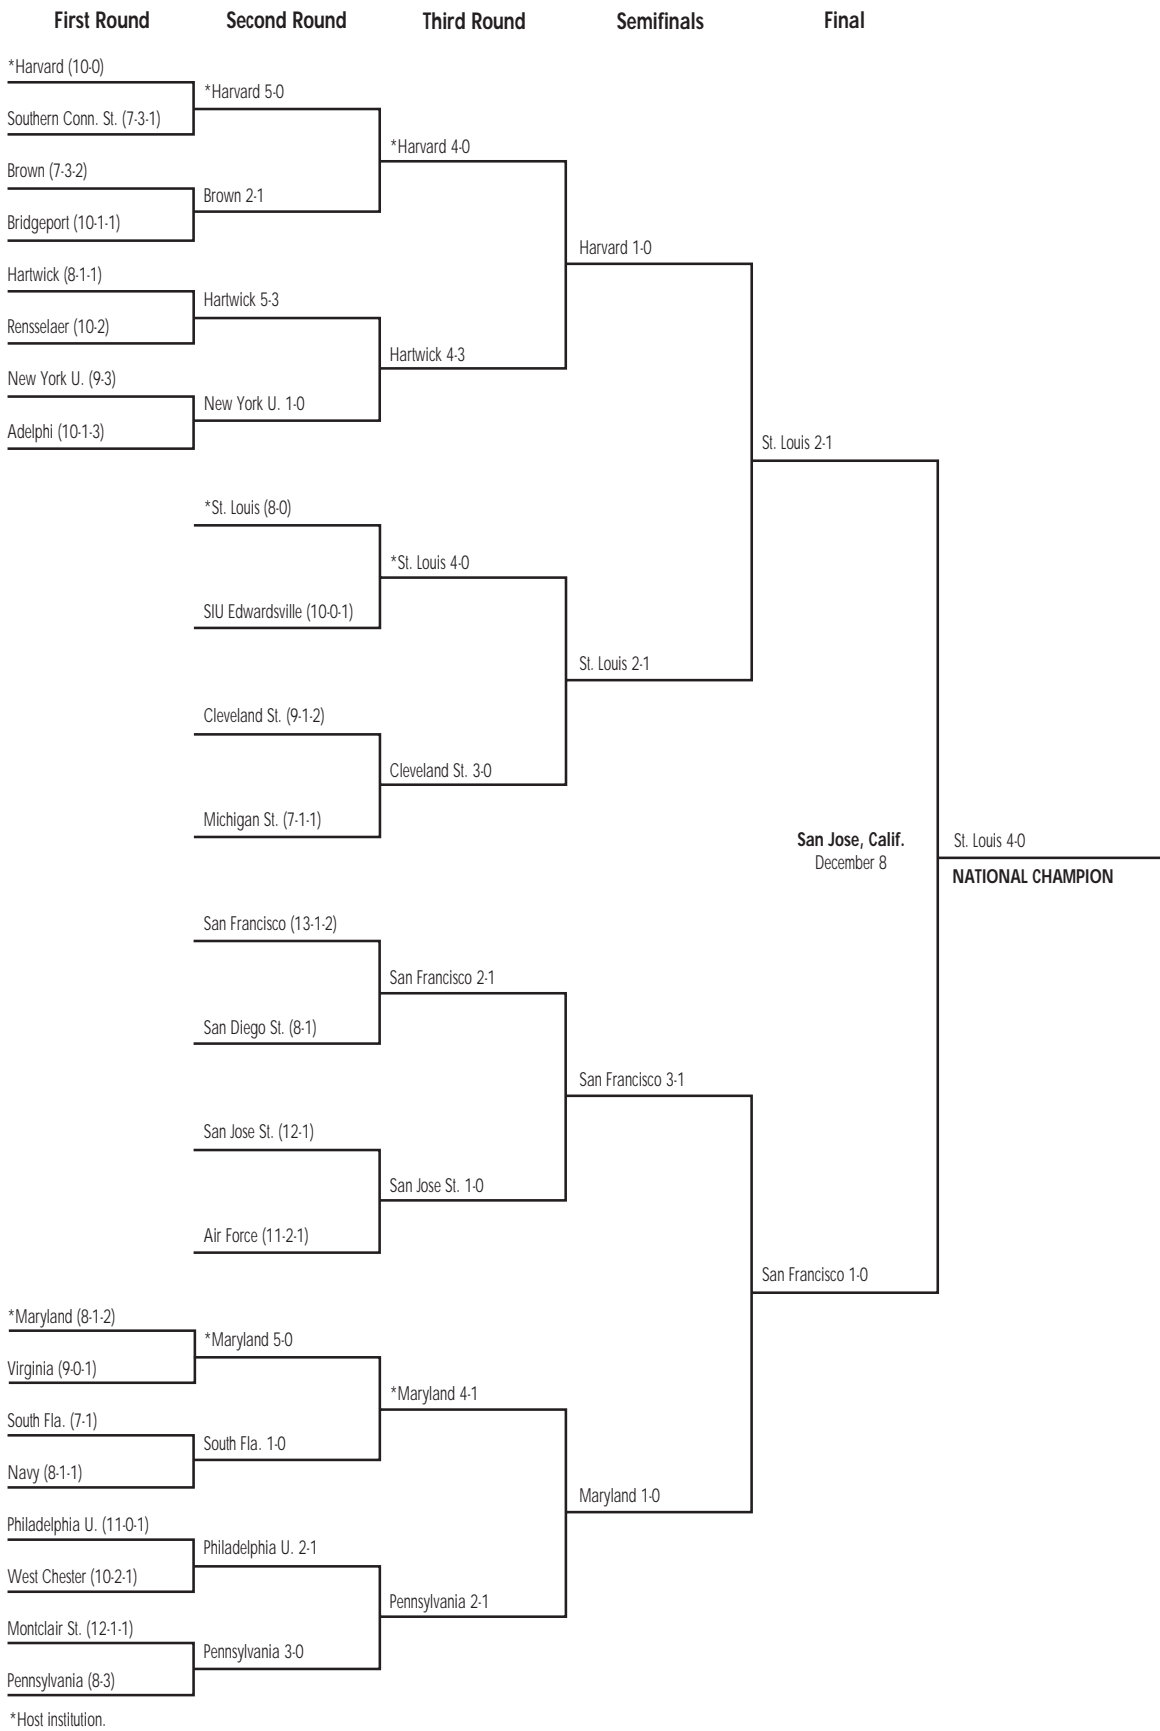 First Round Second Round Third Round Semifinals Final
*Harvard (10-0)
*Harvard 5-0
Southern Conn. St. (7-3-1)
*Harvard 4-0
Brown (7-3-2)
Brown 2-1
Bridgeport (10-1-1)
Harvard 1-0
Hartwick (8-1-1)
Hartwick 5-3
Rensselaer (10-2)
Hartwick 4-3
New York U. (9-3)
New York U. 1-0
Adelphi (10-1-3)
St. Louis 2-1
*St. Louis (8-0)
*St. Louis 4-0
SIU Edwardsville (10-0-1)
St. Louis 2-1
Cleveland St. (9-1-2)
Cleveland St. 3-0
Michigan St. (7-1-1)
San Jose, Calif.
December 8
St. Louis 4-0
NATIONAL CHAMPION
San Francisco (13-1-2)
San Francisco 2-1
San Diego St. (8-1)
San Francisco 3-1
San Jose St. (12-1)
San Jose St. 1-0
Air Force (11-2-1)
San Francisco 1-0
*Maryland (8-1-2)
*Maryland 5-0
Virginia (9-0-1)
*Maryland 4-1
South Fla. (7-1)
South Fla. 1-0
Navy (8-1-1)
Maryland 1-0
Philadelphia U. (11-0-1)
Philadelphia U. 2-1
West Chester (10-2-1)
Pennsylvania 2-1
Montclair St. (12-1-1)
Pennsylvania 3-0
Pennsylvania (8-3)
*Host institution.